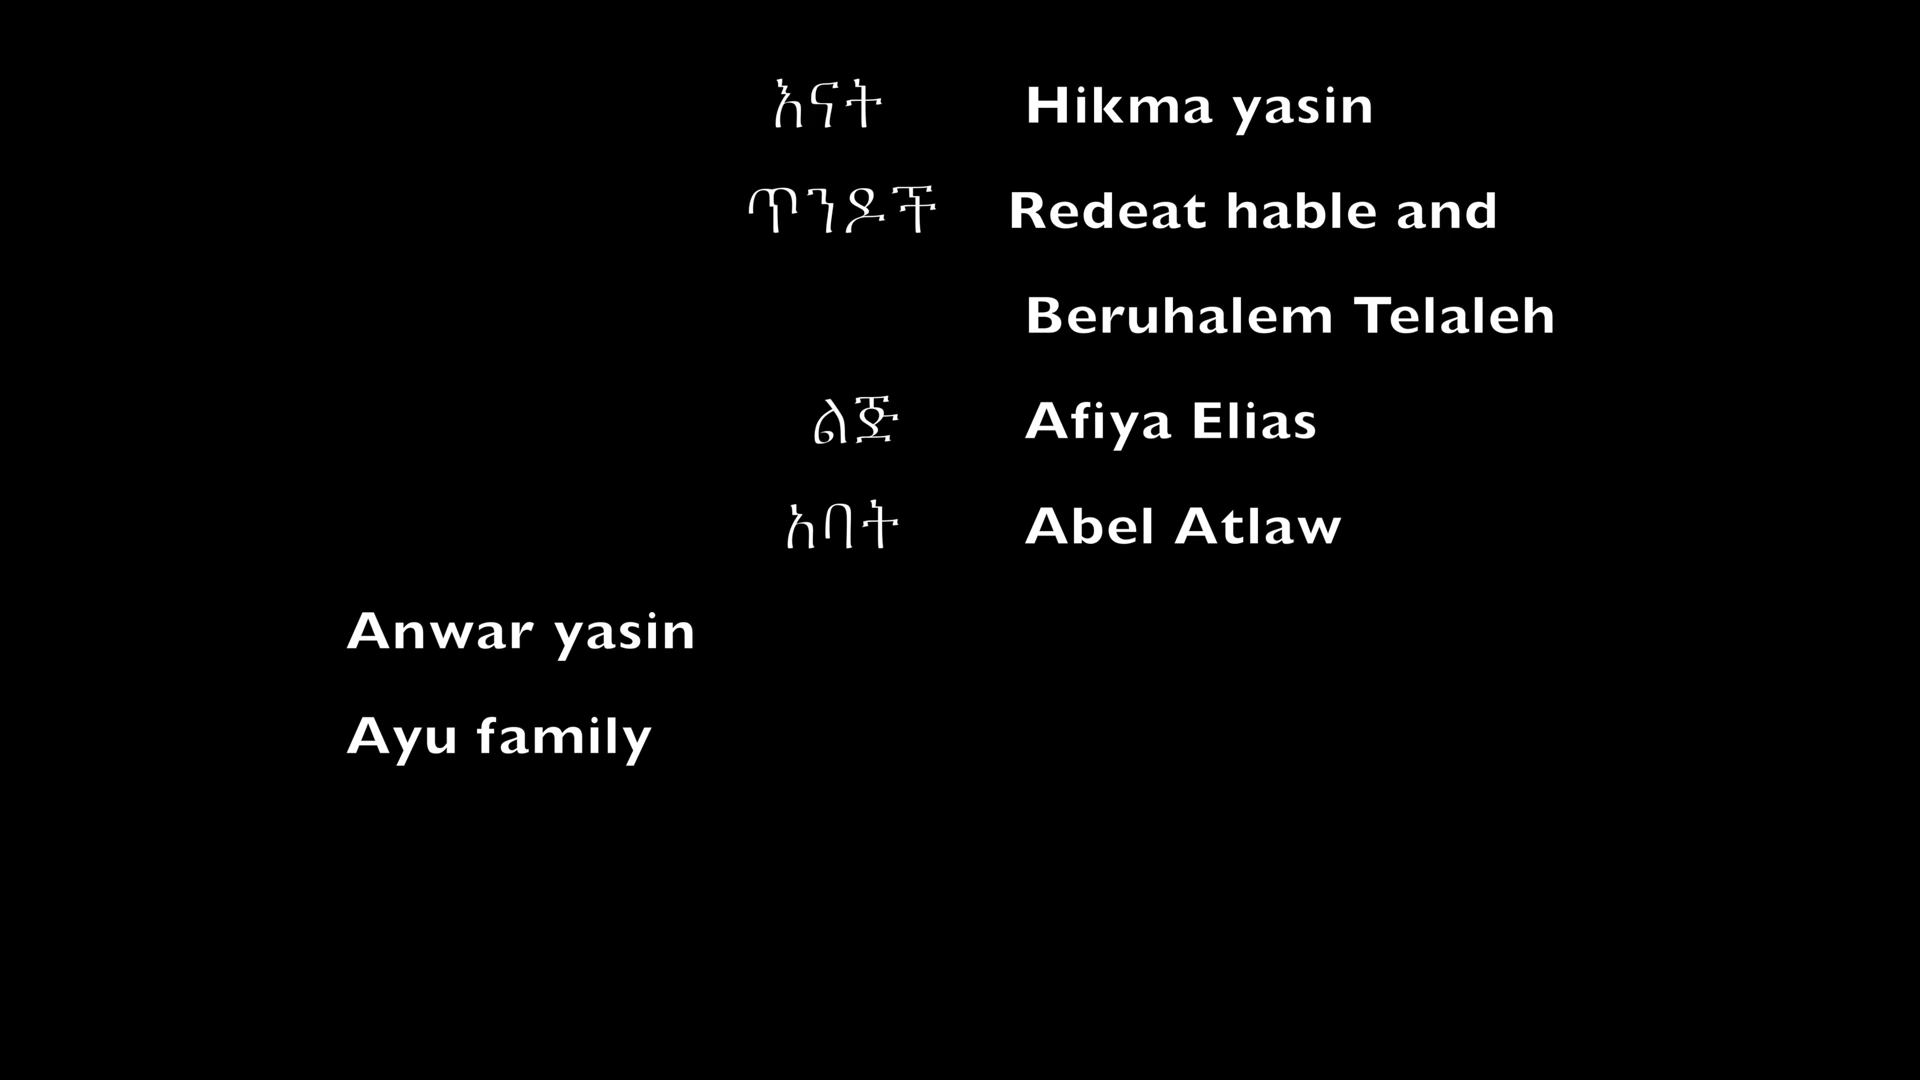 እናት Hikma yasin
ጥንዶች Redeat hable and
Beruhalem Telaleh
ልጅ Afiya Elias
አባት Abel Atlaw
Anwar yasin
Ayu family